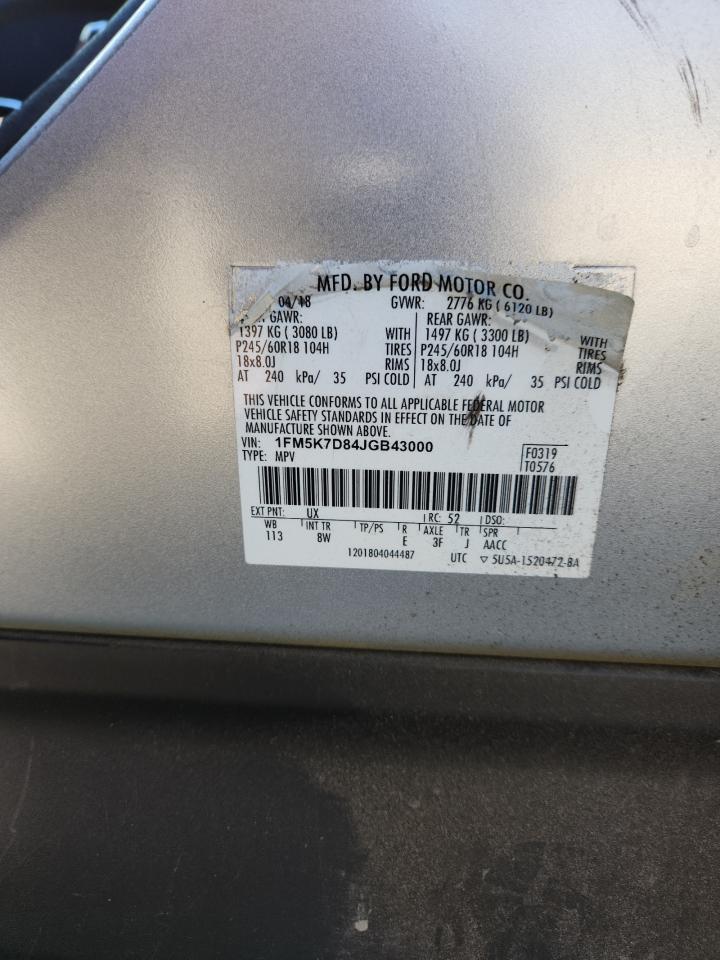 MFD. BY FORD MOTOR CO.
04/18 GVWR: 2776 KG ( 6120 LB)
GAWR: REAR GAWR:
1397 KG ( 3080 LB) WITH 1497 KG ( 3300 LB) WITH
P245/60R18 104H TIRES P245/60R18 104H TIRES
18x8.0J RIMS 18x8.0J RIMS
AT 240 kPa/ 35 PSI COLD AT 240 kPa/ 35 PSI COLD
THIS VEHICLE CONFORMS TO ALL APPLICABLE FEDERAL MOTOR
VEHICLE SAFETY STANDARDS IN EFFECT ON THE DATE OF
MANUFACTURE SHOWN ABOVE.
VIN: 1FM5K7D84JGB43000 F0319
TYPE: MPV T0576
EXT PNT: UX RC: 52 DSO:
WB INT TR TP/PS R AXLE TR SPR
113 8W E 3F J AACC
1201804044487 UTC ▽ 5U5A-1520472-BA